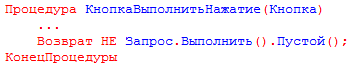 Процедура КнопкаВыполнитьНажатие(Кнопка)
...
Возврат НЕ Запрос.Выполнить().Пустой();
КонецПроцедуры